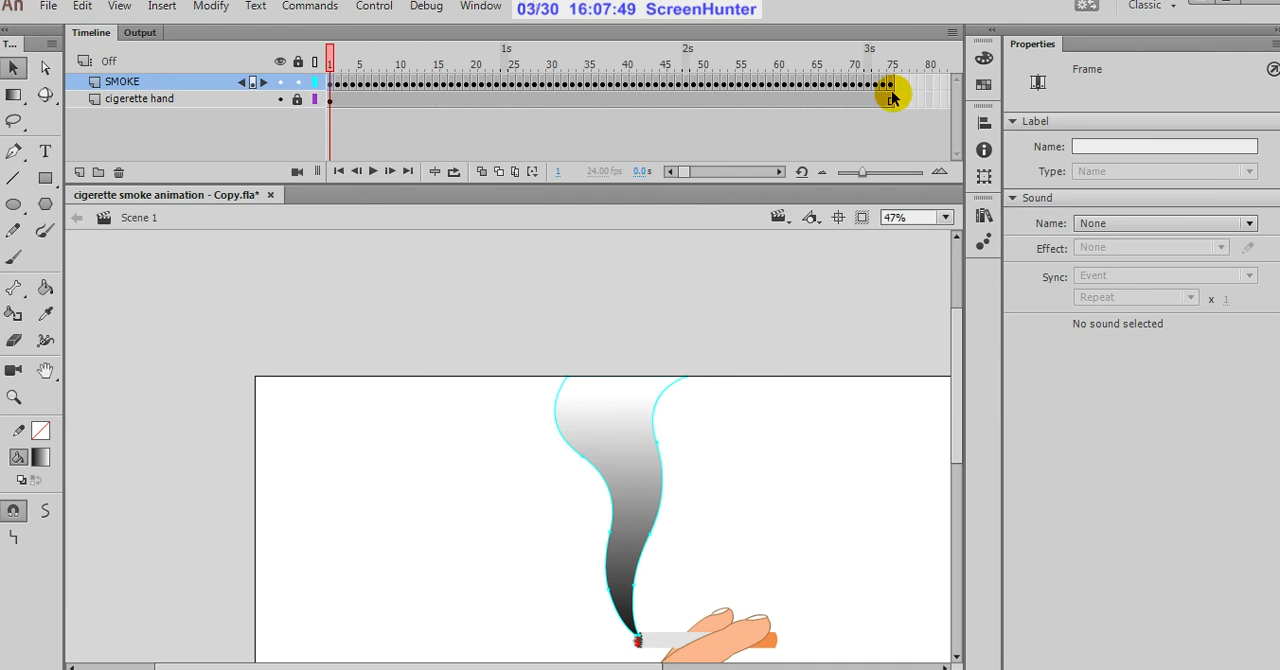 An File Edit View Insert Modify Text Commands Control Debug Window 03/30 16:07:49 ScreenHunter Classic
T... Timeline Output Properties
Off 1s 2s 3s Frame
1 5 10 15 20 25 30 35 40 45 50 55 60 65 70 75 80
SMOKE
cigerette hand
Label
Name:
Type: Name
1 24.00 fps 0.0 s
cigerette smoke animation - Copy.fla* × Sound
Scene 1 47% Name: None
Effect: None
Sync: Event
Repeat x 1
No sound selected